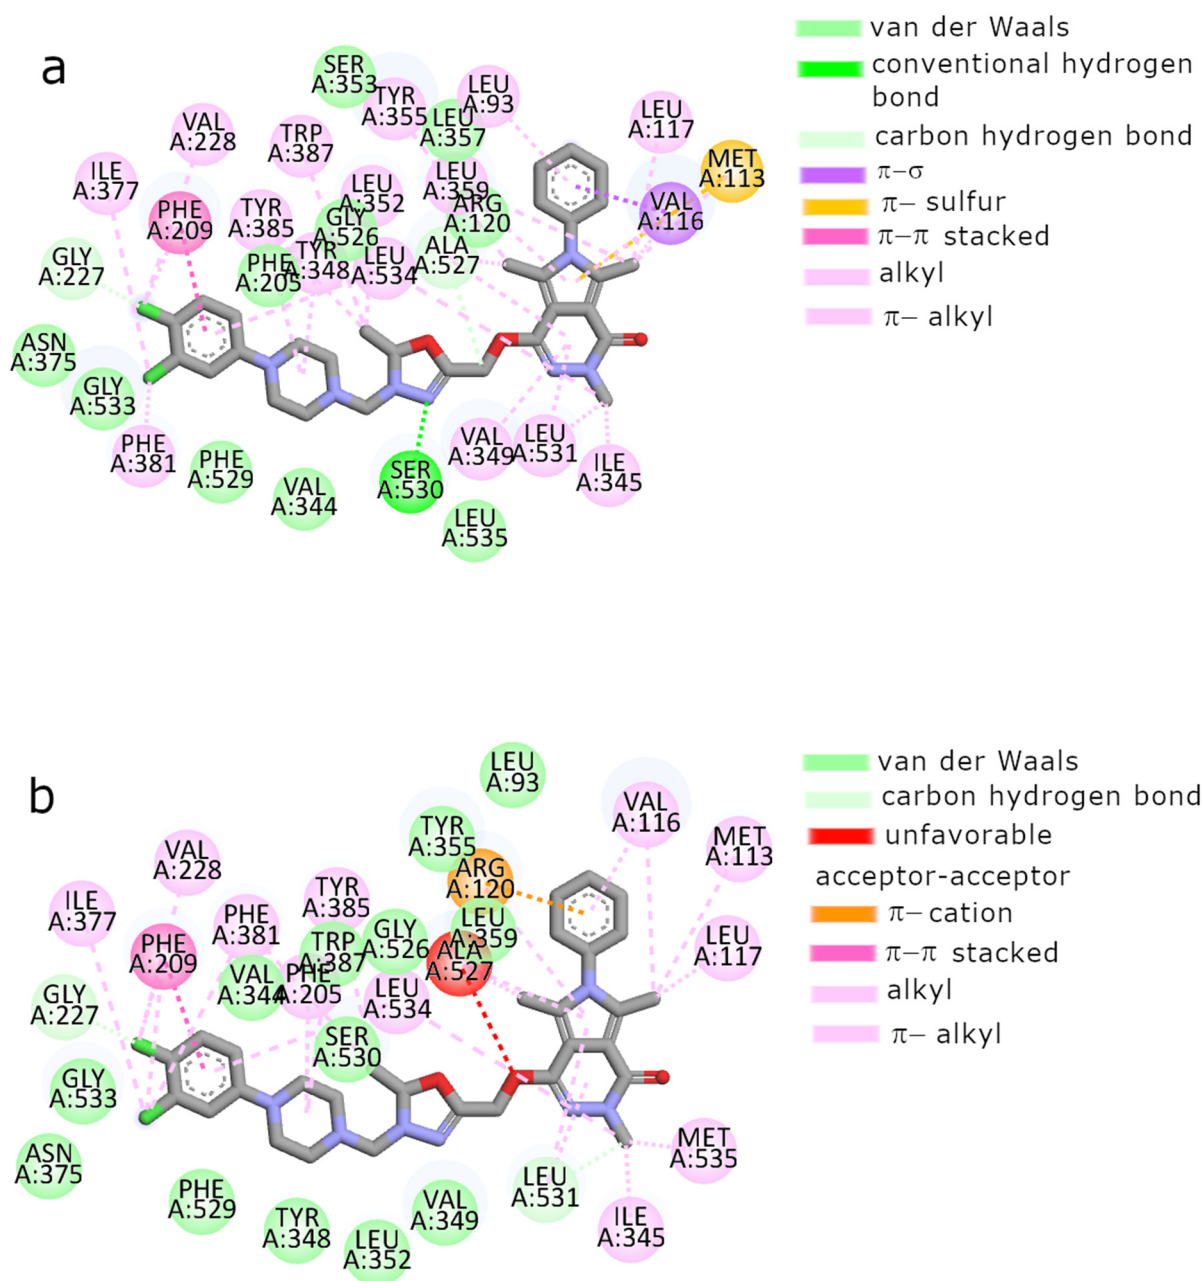 a
SER
A:353
TYR
A:355
LEU
A:93
LEU
A:357
LEU
A:117
VAL
A:228
TRP
A:387
MET
A:113
ILE
A:377
LEU
A:352
LEU
A:359
VAL
A:116
PHE
A:209
TYR
A:385
GLY
A:526
ARG
A:120
GLY
A:227
PHE
A:205
TYR
A:348
LEU
A:534
ALA
A:527
ASN
A:375
GLY
A:533
PHE
A:381
PHE
A:529
VAL
A:344
SER
A:530
VAL
A:349
LEU
A:531
ILE
A:345
LEU
A:535
van der Waals
conventional hydrogen
bond
carbon hydrogen bond
π–σ
π– sulfur
π–π stacked
alkyl
π– alkyl
b
LEU
A:93
TYR
A:355
VAL
A:116
MET
A:113
VAL
A:228
ARG
A:120
ILE
A:377
PHE
A:381
TYR
A:385
LEU
A:359
LEU
A:117
PHE
A:209
TRP
A:387
GLY
A:526
ALA
A:527
GLY
A:227
VAL
A:344
PHE
A:205
LEU
A:534
GLY
A:533
SER
A:530
ASN
A:375
PHE
A:529
TYR
A:348
LEU
A:352
VAL
A:349
LEU
A:531
MET
A:535
ILE
A:345
van der Waals
carbon hydrogen bond
unfavorable
acceptor-acceptor
π– cation
π–π stacked
alkyl
π– alkyl